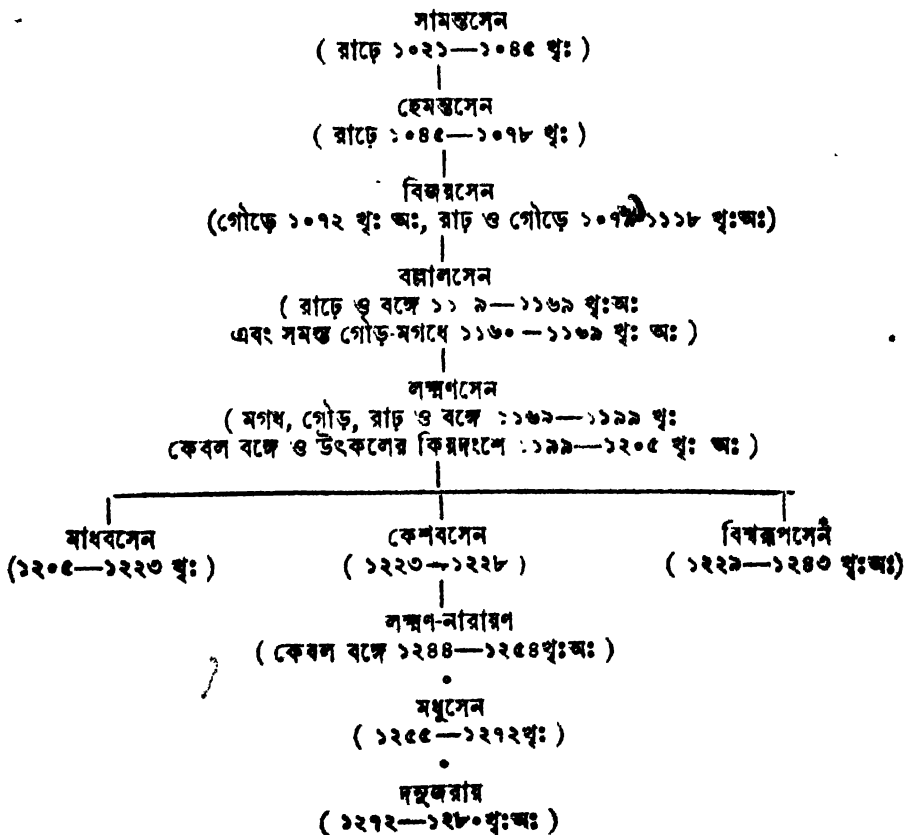 সামন্তসেন
( রাঢ়ে ১০২১—১০৪৫ খৃঃ )
হেমন্তসেন
( রাঢ়ে ১০৪৫—১০৭৮ খৃঃ )
বিজয়সেন
(গৌড়ে ১০৭২ খৃঃ অঃ, রাঢ় ও গৌড়ে ১১১৮ খৃঃঅঃ)
বল্লালসেন
( রাঢ়ে ও বঙ্গে ১১ ৯—১১৬৯ খৃঃঅঃ
এবং সমস্ত গৌড়-মগধে ১১৬০—১১৬৯ খৃঃ অঃ )
লক্ষ্মণসেন
( মগধ, গৌড়, রাঢ় ও বঙ্গে ১১৬৯—১১৯৯ খৃঃ
কেবল বঙ্গে ও উৎকলের কিয়দংশে ১১৯৯—১২০৫ খৃঃ অঃ )
মাধবসেন কেশবসেন বিশ্বরূপসেন
(১২০৫—১২২৩ খৃঃ) ( ১২২৩—১২২৮ ) ( ১২২৯—১২৪৩ খৃঃঅঃ)
লক্ষ্মণ-নারায়ণ
( কেবল বঙ্গে ১২৪৪—১২৫৪খৃঃঅঃ )
মধুসেন
( ১২৫৫—১২৭২খৃঃ )
দনুজরায়
( ১২৭২—১২৮০খৃঃঅঃ )